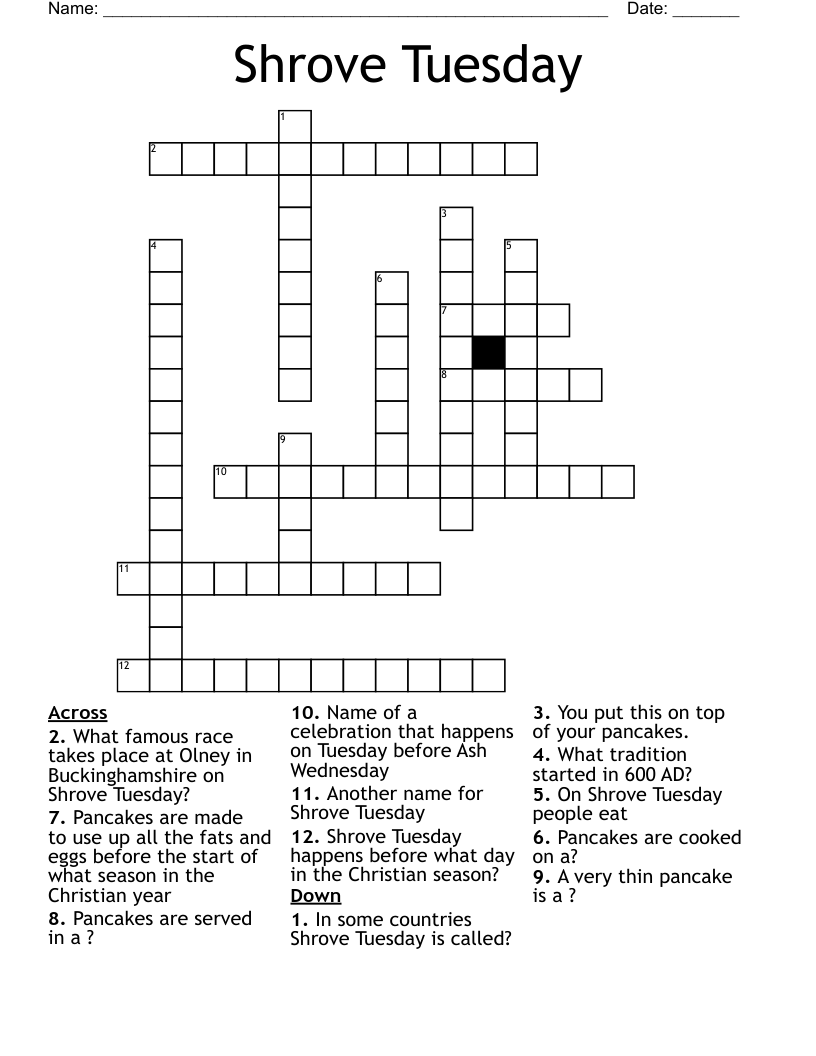 Name: ______________________________________________________ Date: _______
Shrove Tuesday
1
2
3
4
5
6
7
8
9
10
11
12
Across
2. What famous race
takes place at Olney in
Buckinghamshire on
Shrove Tuesday?
7. Pancakes are made
to use up all the fats and
eggs before the start of
what season in the
Christian year
8. Pancakes are served
in a ?
10. Name of a
celebration that happens
on Tuesday before Ash
Wednesday
11. Another name for
Shrove Tuesday
12. Shrove Tuesday
happens before what day
in the Christian season?
Down
1. In some countries
Shrove Tuesday is called?
3. You put this on top
of your pancakes.
4. What tradition
started in 600 AD?
5. On Shrove Tuesday
people eat
6. Pancakes are cooked
on a?
9. A very thin pancake
is a ?